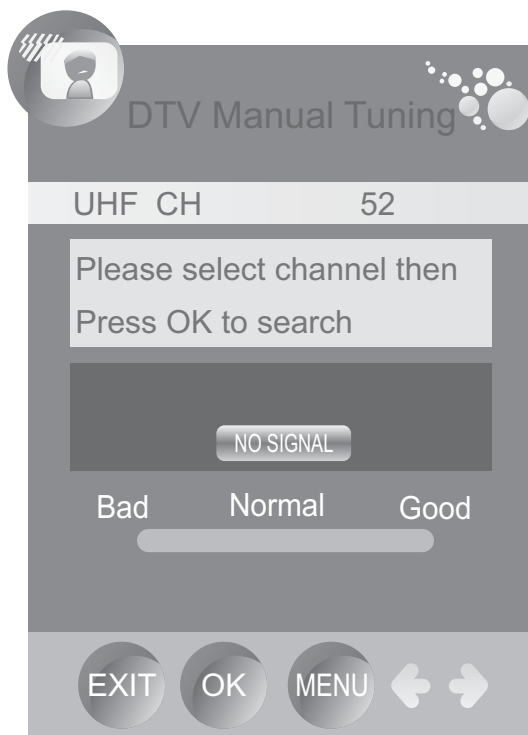 DTV Manual Tuning
UHF CH 52
Please select channel then
Press OK to search
NO SIGNAL
Bad Normal Good
EXIT OK MENU